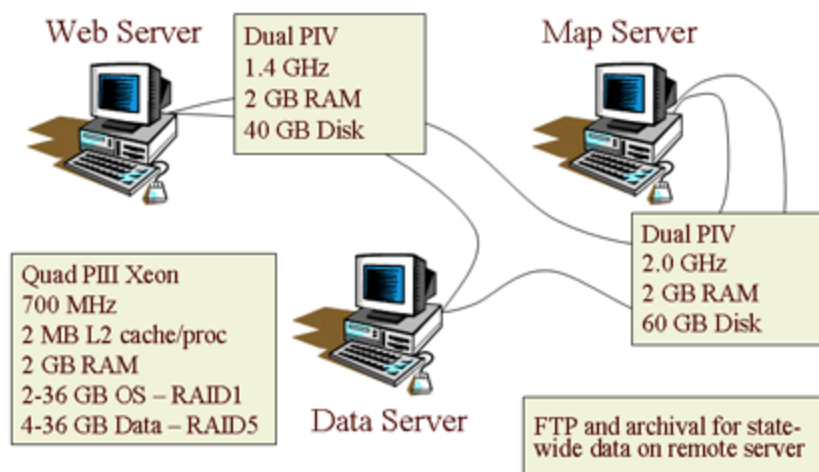 Web Server
Dual PIV
1.4 GHz
2 GB RAM
40 GB Disk
Map Server
Dual PIV
2.0 GHz
2 GB RAM
60 GB Disk
Quad PIII Xeon
700 MHz
2 MB L2 cache/proc
2 GB RAM
2-36 GB OS – RAID1
4-36 GB Data – RAID5
Data Server
FTP and archival for state-
wide data on remote server